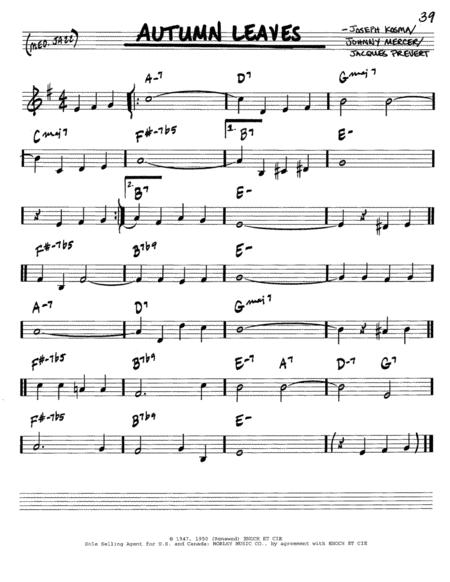 39
(MED. JAZZ)
AUTUMN LEAVES
-JOSEPH KOSMA/
JOHNNY MERCER/
JACQUES PREVERT
A-7 D7 Gmaj7
Cmaj7 F#-7b5 1. B7 E-
2. B7 E-
F#-7b5 B7b9 E-
A-7 D7 Gmaj7
F#-7b5 B7b9 E-7 A7 D-7 G7
F#-7b5 B7b9 E-
© 1947, 1950 (Renewed) ENOCH ET CIE
Sole Selling Agent for U.S. and Canada: MORLEY MUSIC CO., by agreement with ENOCH ET CIE